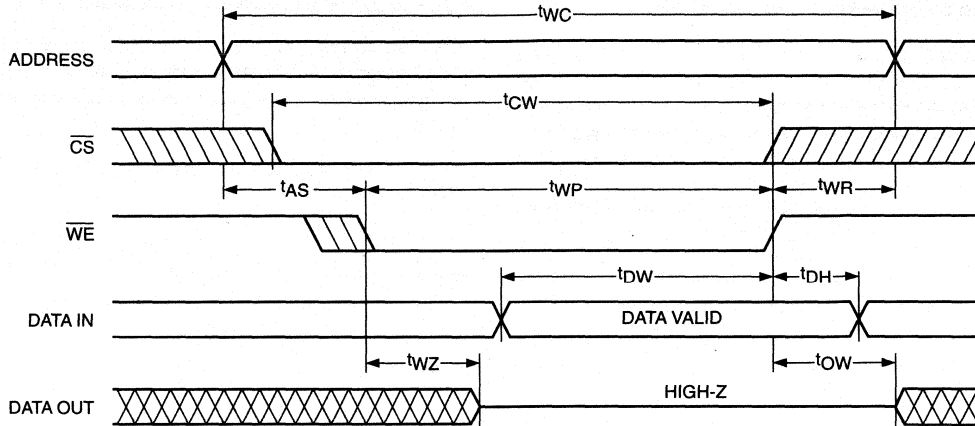 tWC
ADDRESS
tCW
CS
tAS
tWP
tWR
WE
tDW
tDH
DATA IN
DATA VALID
tWZ
tOW
DATA OUT
HIGH-Z